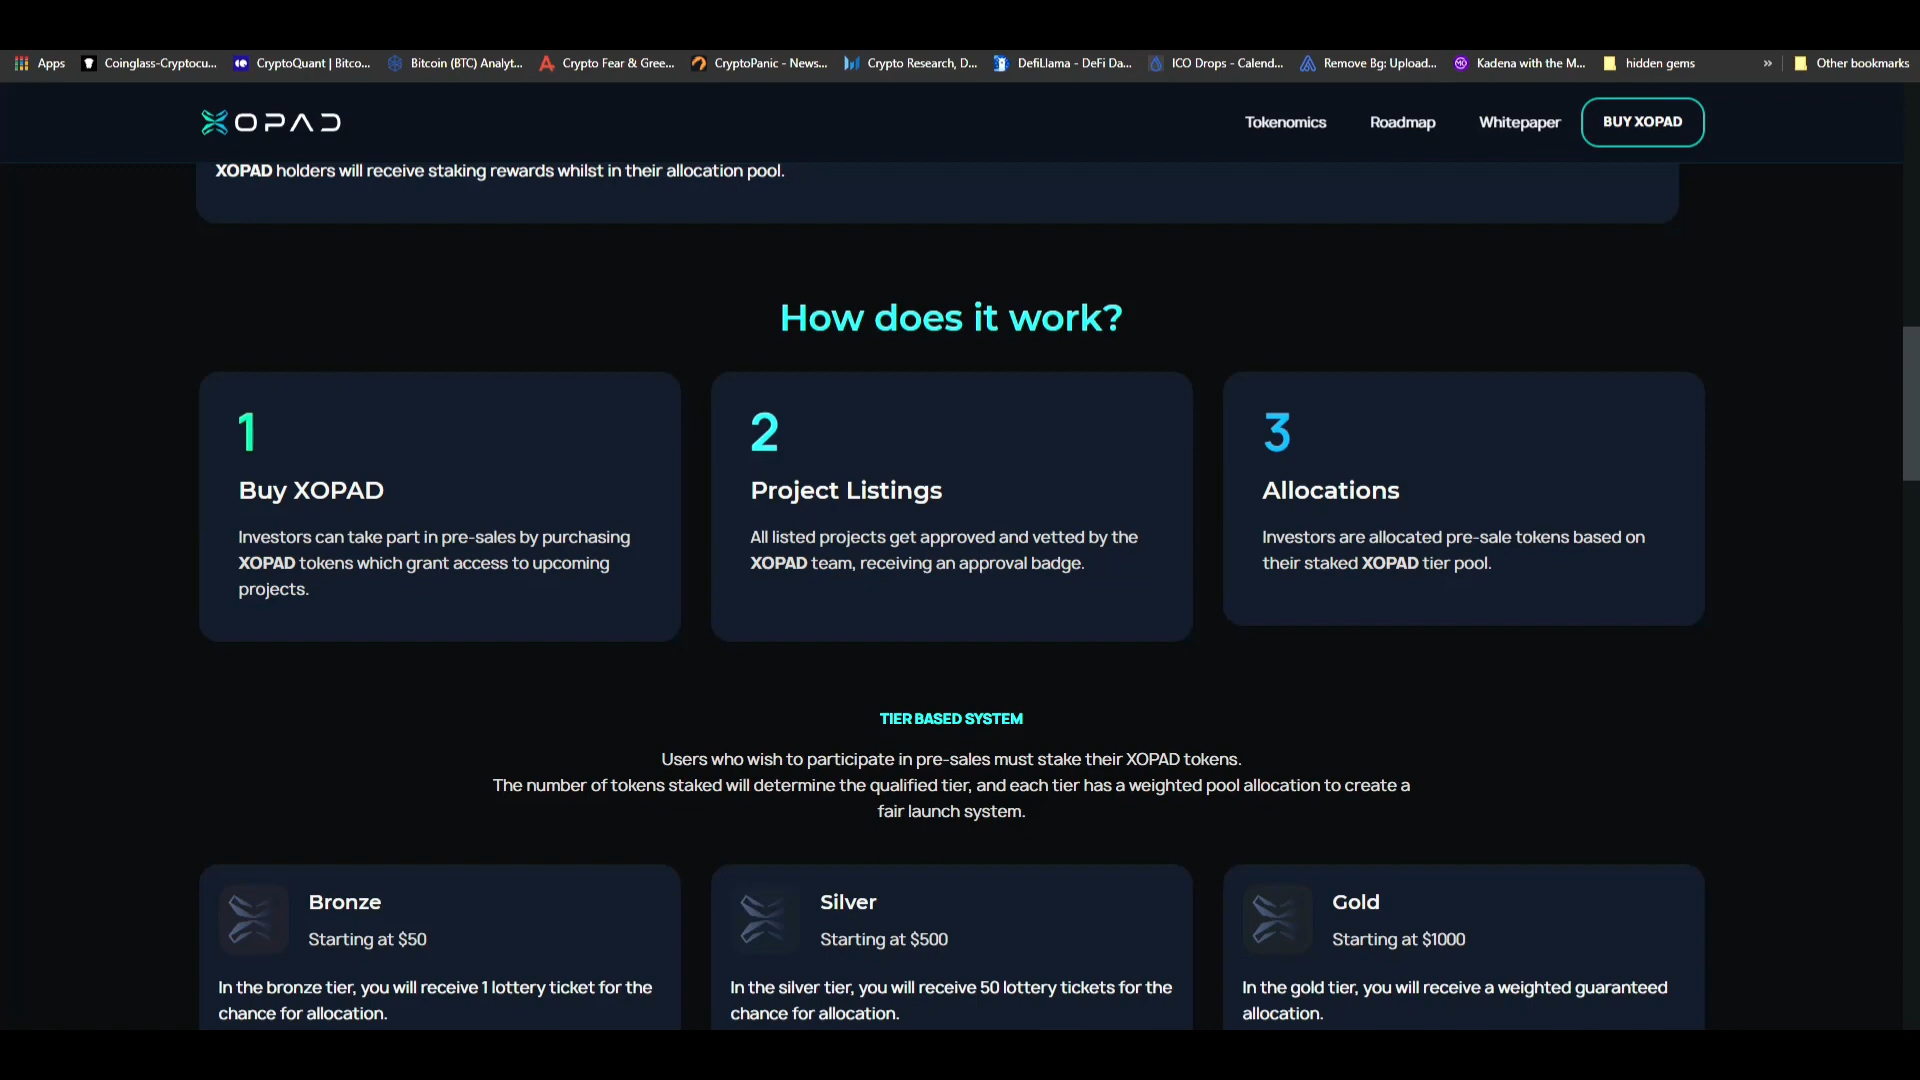 Apps Coinglass-Cryptocu... CryptoQuant | Bitco... Bitcoin (BTC) Analyt... Crypto Fear & Gree... CryptoPanic - News... Crypto Research, D... DefiLlama - DeFi Da... ICO Drops - Calend... Remove Bg: Upload... Kadena with the M... hidden gems » Other bookmarks
XOPAD Tokenomics Roadmap Whitepaper BUY XOPAD
XOPAD holders will receive staking rewards whilst in their allocation pool.
How does it work?
1
Buy XOPAD
Investors can take part in pre-sales by purchasing
XOPAD tokens which grant access to upcoming
projects.
2
Project Listings
All listed projects get approved and vetted by the
XOPAD team, receiving an approval badge.
3
Allocations
Investors are allocated pre-sale tokens based on
their staked XOPAD tier pool.
TIER BASED SYSTEM
Users who wish to participate in pre-sales must stake their XOPAD tokens.
The number of tokens staked will determine the qualified tier, and each tier has a weighted pool allocation to create a
fair launch system.
Bronze
Starting at $50
In the bronze tier, you will receive 1 lottery ticket for the
chance for allocation.
Silver
Starting at $500
In the silver tier, you will receive 50 lottery tickets for the
chance for allocation.
Gold
Starting at $1000
In the gold tier, you will receive a weighted guaranteed
allocation.